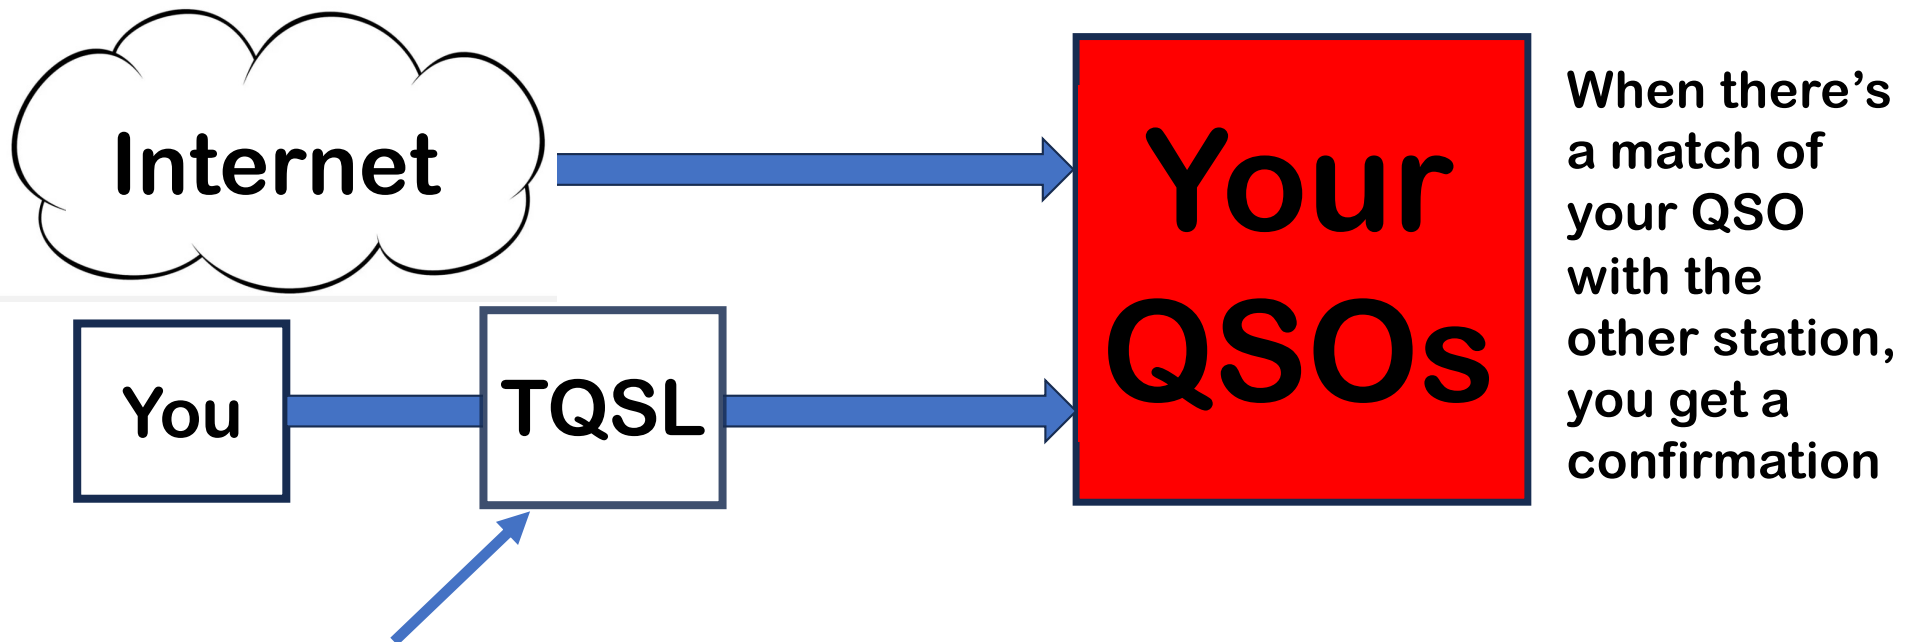 Internet
You
TQSL
Your
QSOs
When there’s
a match of
your QSO
with the
other station,
you get a
confirmation